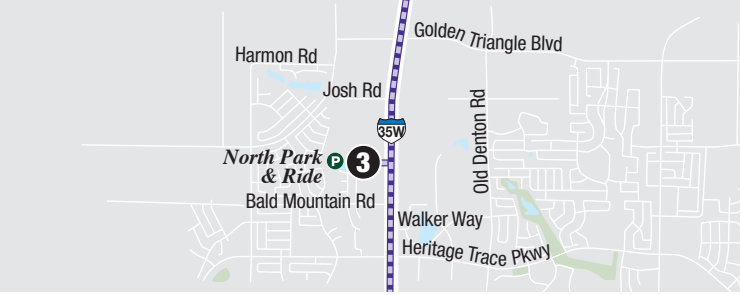 Golden Triangle Blvd
Harmon Rd
Josh Rd
35W
Old Denton Rd
North Park
& Ride
P
3
Bald Mountain Rd
Walker Way
Heritage Trace Pkwy